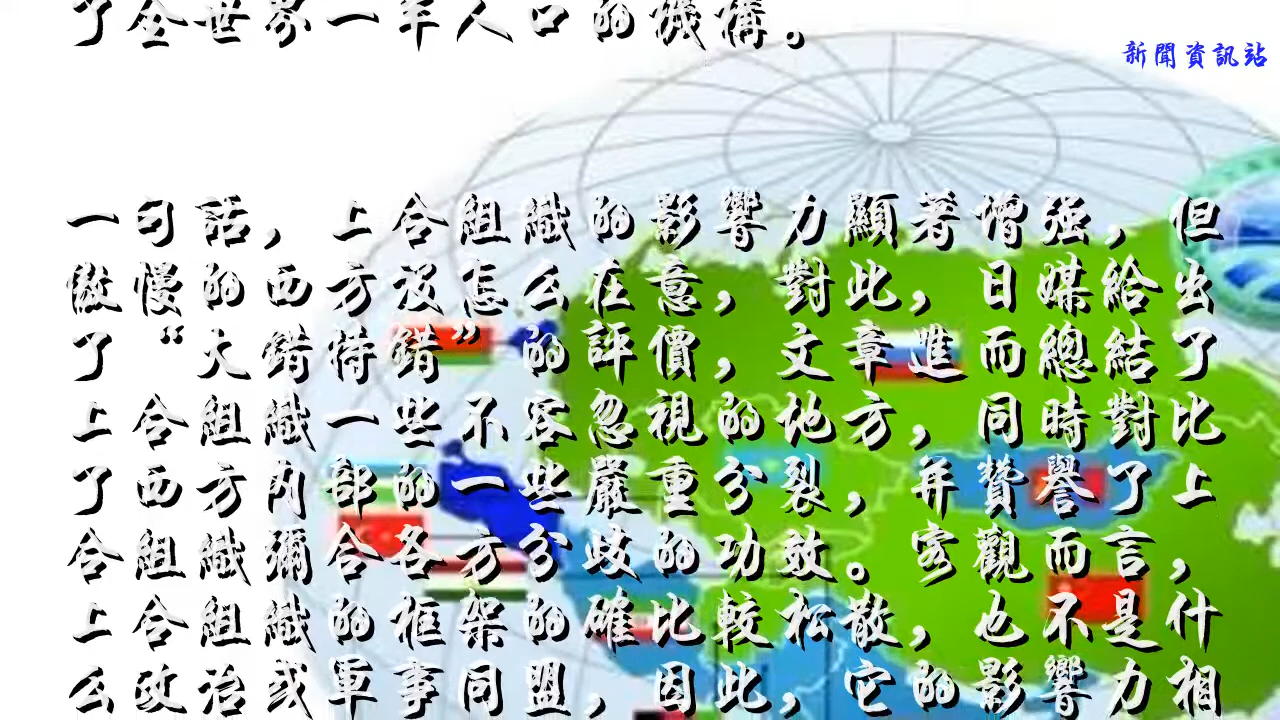 了全世界一半人口的機構。
新聞資訊站
一句話，上合組織的影響力顯著增强，但
傲慢的西方没怎么在意，對此，日媒給出
了“大錯特錯”的評價，文章進而總結了
上合組織一些不容忽視的地方，同時對比
了西方内部的一些嚴重分裂，并贊譽了上
合組織彌合各方分歧的功效。客觀而言，
上合組織的框架的確比較松散，也不是什
么政治或軍事同盟，因此，它的影響力相